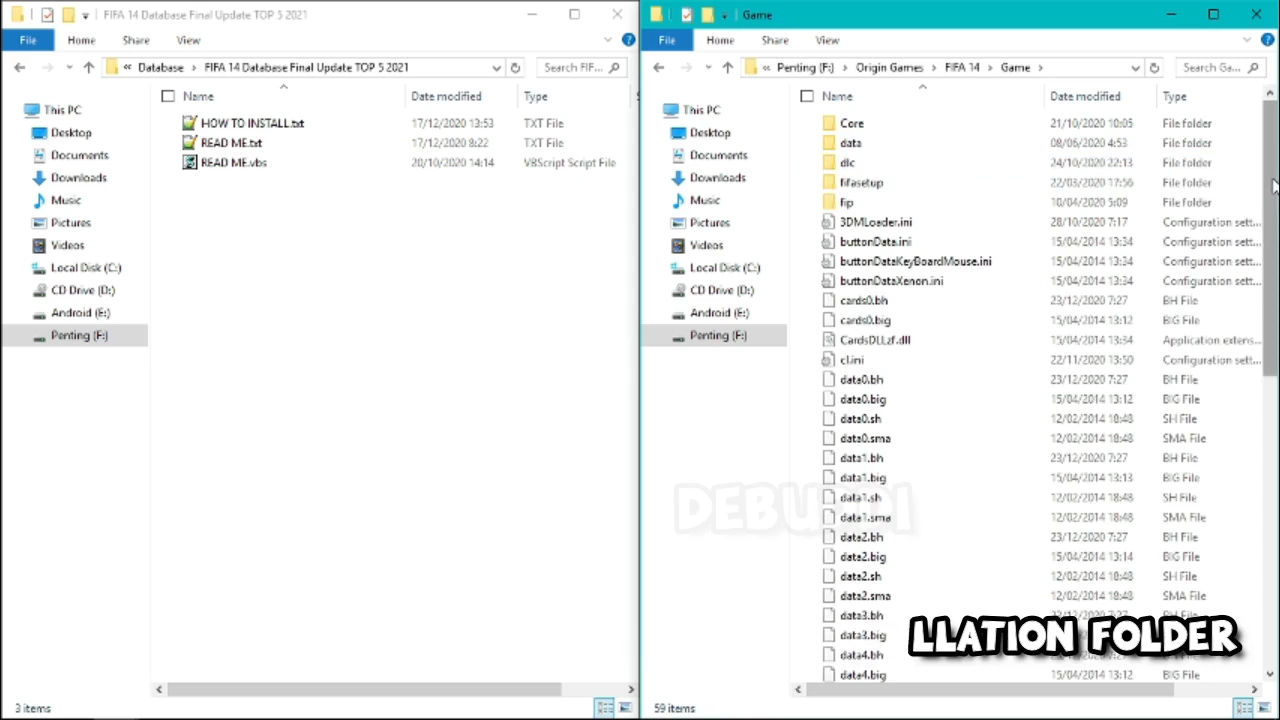 FIFA 14 Database Final Update TOP 5 2021
File Home Share View
« Database > FIFA 14 Database Final Update TOP 5 2021
Search FIF...
Name Date modified Type
This PC
Desktop
Documents
Downloads
Music
Pictures
Videos
Local Disk (C:)
CD Drive (D:)
Android (E:)
Penting (F:)
HOW TO INSTALL.txt 17/12/2020 13:53 TXT File
READ ME.txt 17/12/2020 8:22 TXT File
READ ME.vbs 20/10/2020 14:14 VBScript Script File
3 items
Game
File Home Share View
« Penting (F:) > Origin Games > FIFA 14 > Game >
Search Ga...
Name Date modified Type
This PC
Desktop
Documents
Downloads
Music
Pictures
Videos
Local Disk (C:)
CD Drive (D:)
Android (E:)
Penting (F:)
Core 21/10/2020 10:05 File folder
data 08/06/2020 4:53 File folder
dlc 24/10/2020 22:13 File folder
fifasetup 22/03/2020 17:56 File folder
fip 10/04/2020 5:09 File folder
3DMLoader.ini 28/10/2020 7:17 Configuration sett...
buttonData.ini 15/04/2014 13:34 Configuration sett...
buttonDataKeyBoardMouse.ini 15/04/2014 13:34 Configuration sett...
buttonDataXenon.ini 15/04/2014 13:34 Configuration sett...
cards0.bh 23/12/2020 7:27 BH File
cards0.big 15/04/2014 13:12 BIG File
CardsDLLzf.dll 15/04/2014 13:34 Application extens...
cl.ini 22/11/2020 13:50 Configuration sett...
data0.bh 23/12/2020 7:27 BH File
data0.big 15/04/2014 13:12 BIG File
data0.sh 12/02/2014 18:48 SH File
data0.sma 12/02/2014 18:48 SMA File
data1.bh 23/12/2020 7:27 BH File
data1.big 15/04/2014 13:13 BIG File
data1.sh 12/02/2014 18:48 SH File
data1.sma 12/02/2014 18:48 SMA File
data2.bh 23/12/2020 7:27 BH File
data2.big 15/04/2014 13:14 BIG File
data2.sh 12/02/2014 18:48 SH File
data2.sma 12/02/2014 18:48 SMA File
data3.bh
data3.big
data4.bh
data4.big 15/04/2014 13:12 BIG File
LLATION FOLDER
59 items